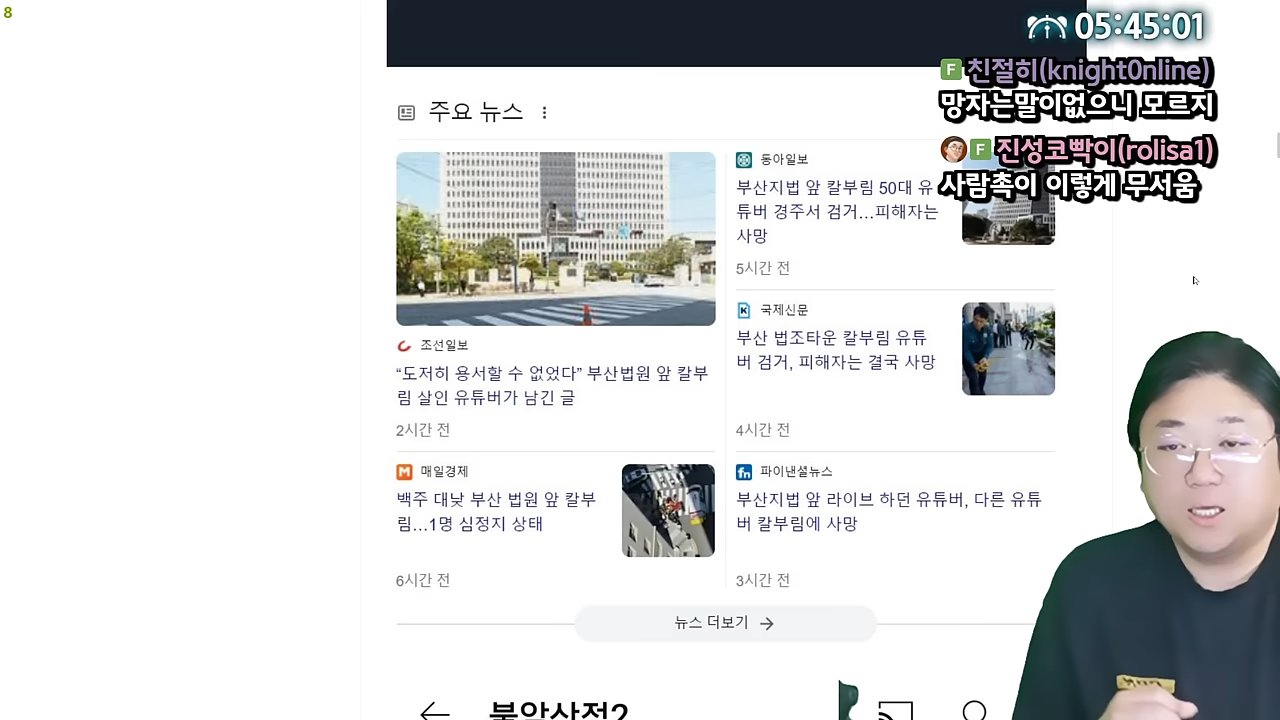 8
05:45:01
F 친절히(knight0nline)
망자는말이없으니 모르지
F 진성코빡이(rolisa1)
사람촉이 이렇게 무서움
주요 뉴스
조선일보
“도저히 용서할 수 없었다” 부산법원 앞 칼부
림 살인 유튜버가 남긴 글
2시간 전
M 매일경제
백주 대낮 부산 법원 앞 칼부
림…1명 심정지 상태
6시간 전
동아일보
부산지법 앞 칼부림 50대 유
튜버 경주서 검거…피해자는
사망
5시간 전
K 국제신문
부산 법조타운 칼부림 유튜
버 검거, 피해자는 결국 사망
4시간 전
fn 파이낸셜뉴스
부산지법 앞 라이브 하던 유튜버, 다른 유튜
버 칼부림에 사망
3시간 전
뉴스 더보기